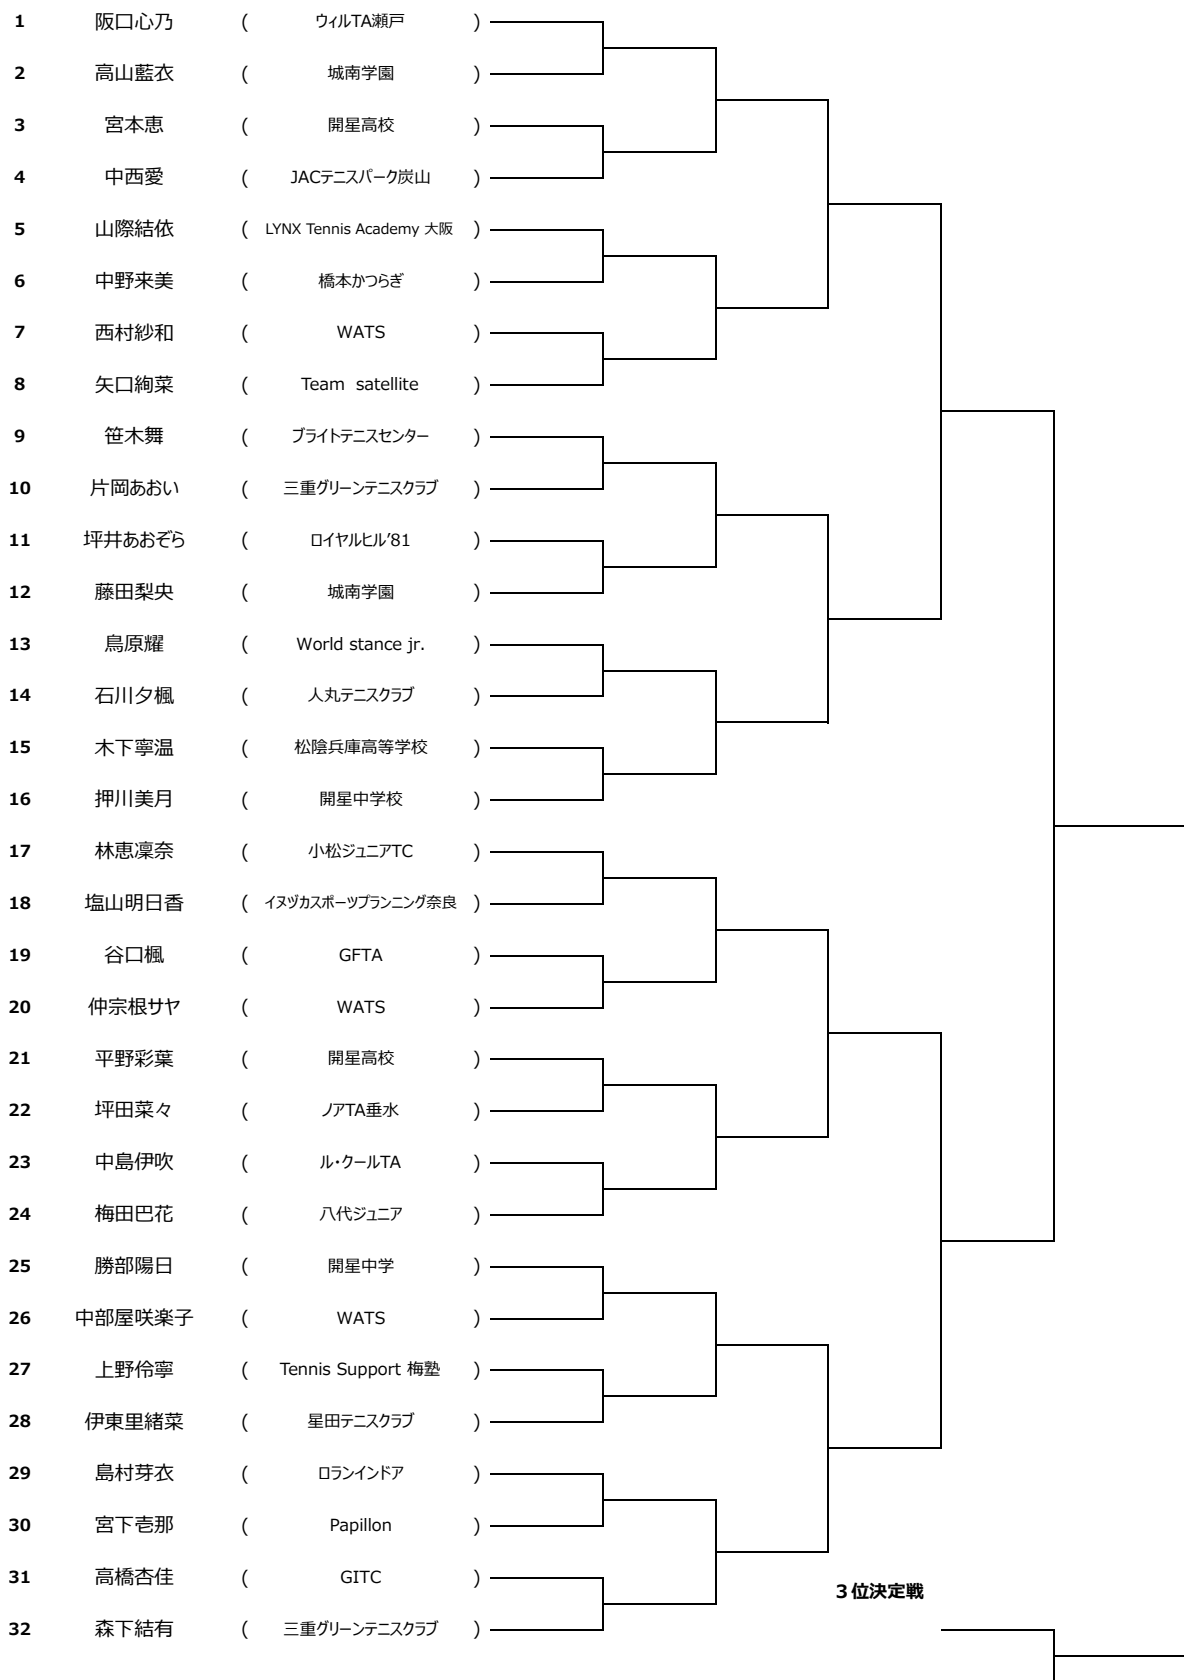 1 阪口心乃 ( ウィルTA瀬戸 )
2 高山藍衣 ( 城南学園 )
3 宮本恵 ( 開星高校 )
4 中西愛 ( JACテニスパーク炭山 )
5 山際結依 ( LYNX Tennis Academy 大阪 )
6 中野来美 ( 橋本かつらぎ )
7 西村紗和 ( WATS )
8 矢口絢菜 ( Team satellite )
9 笹木舞 ( ブライトテニスセンター )
10 片岡あおい ( 三重グリーンテニスクラブ )
11 坪井あおぞら ( ロイヤルヒル'81 )
12 藤田梨央 ( 城南学園 )
13 鳥原耀 ( World stance jr. )
14 石川夕楓 ( 人丸テニスクラブ )
15 木下寧温 ( 松陰兵庫高等学校 )
16 押川美月 ( 開星中学校 )
17 林恵凜奈 ( 小松ジュニアTC )
18 塩山明日香 ( イヌヅカスポーツプランニング奈良 )
19 谷口楓 ( GFTA )
20 仲宗根サヤ ( WATS )
21 平野彩葉 ( 開星高校 )
22 坪田菜々 ( ノアTA垂水 )
23 中島伊吹 ( ル・クールTA )
24 梅田巴花 ( 八代ジュニア )
25 勝部陽日 ( 開星中学 )
26 中部屋咲楽子 ( WATS )
27 上野伶寧 ( Tennis Support 梅塾 )
28 伊東里緒菜 ( 星田テニスクラブ )
29 島村芽衣 ( ロランインドア )
30 宮下壱那 ( Papillon )
31 高橋杏佳 ( GITC )
３位決定戦
32 森下結有 ( 三重グリーンテニスクラブ )